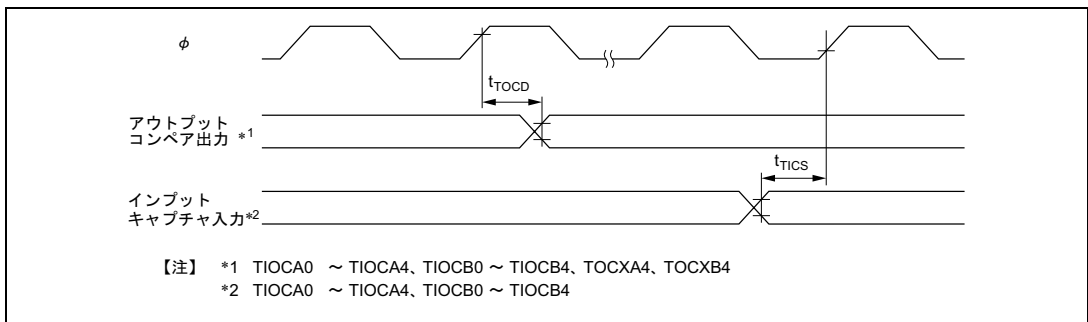 φ
tTOCD
アウトプット
コンペア出力 *1
tTICS
インプット
キャプチャ入力*2
【注】 *1 TIOCA0 ～ TIOCA4、TIOCB0 ～ TIOCB4、TOCXA4、TOCXB4
*2 TIOCA0 ～ TIOCA4、TIOCB0 ～ TIOCB4